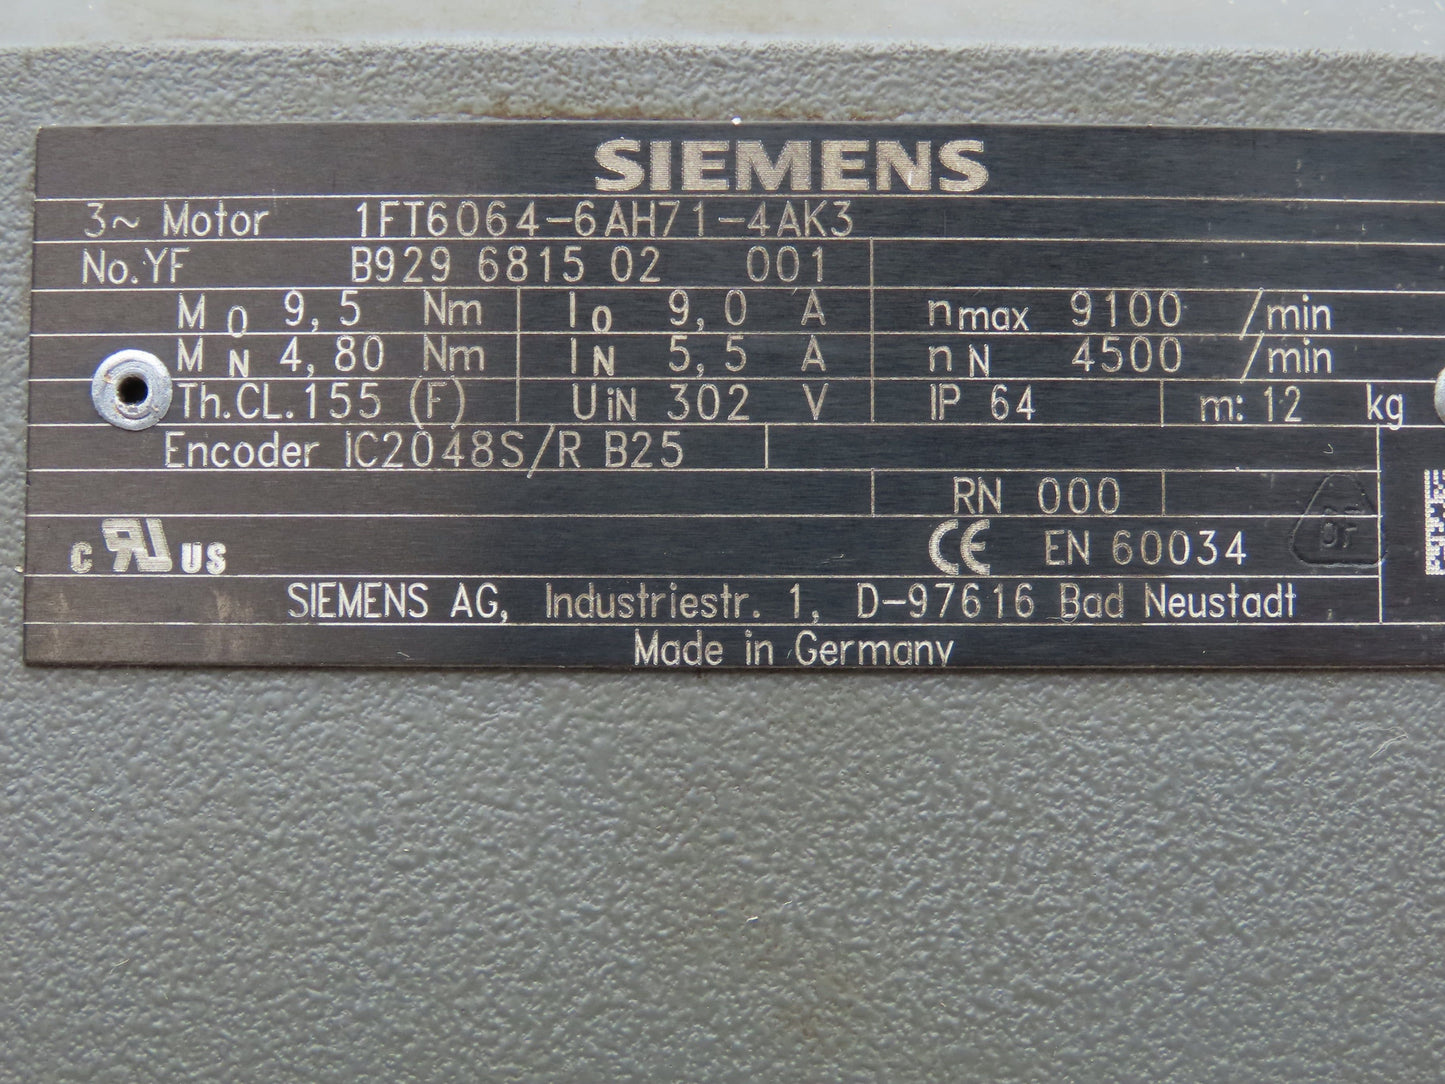 SIEMENS
3~ Motor 1FT6064-6AH71-4AK3
No.YF B929 6815 02 001
M0 9,5 Nm I0 9,0 A nmax 9100 /min
MN 4,80 Nm IN 5,5 A nN 4500 /min
Th.CL.155 (F) UiN 302 V IP 64 m: 12 kg
Encoder IC2048S/R B25
RN 000
c RU US CE EN 60034
SIEMENS AG, Industriestr. 1, D-97616 Bad Neustadt
Made in Germany